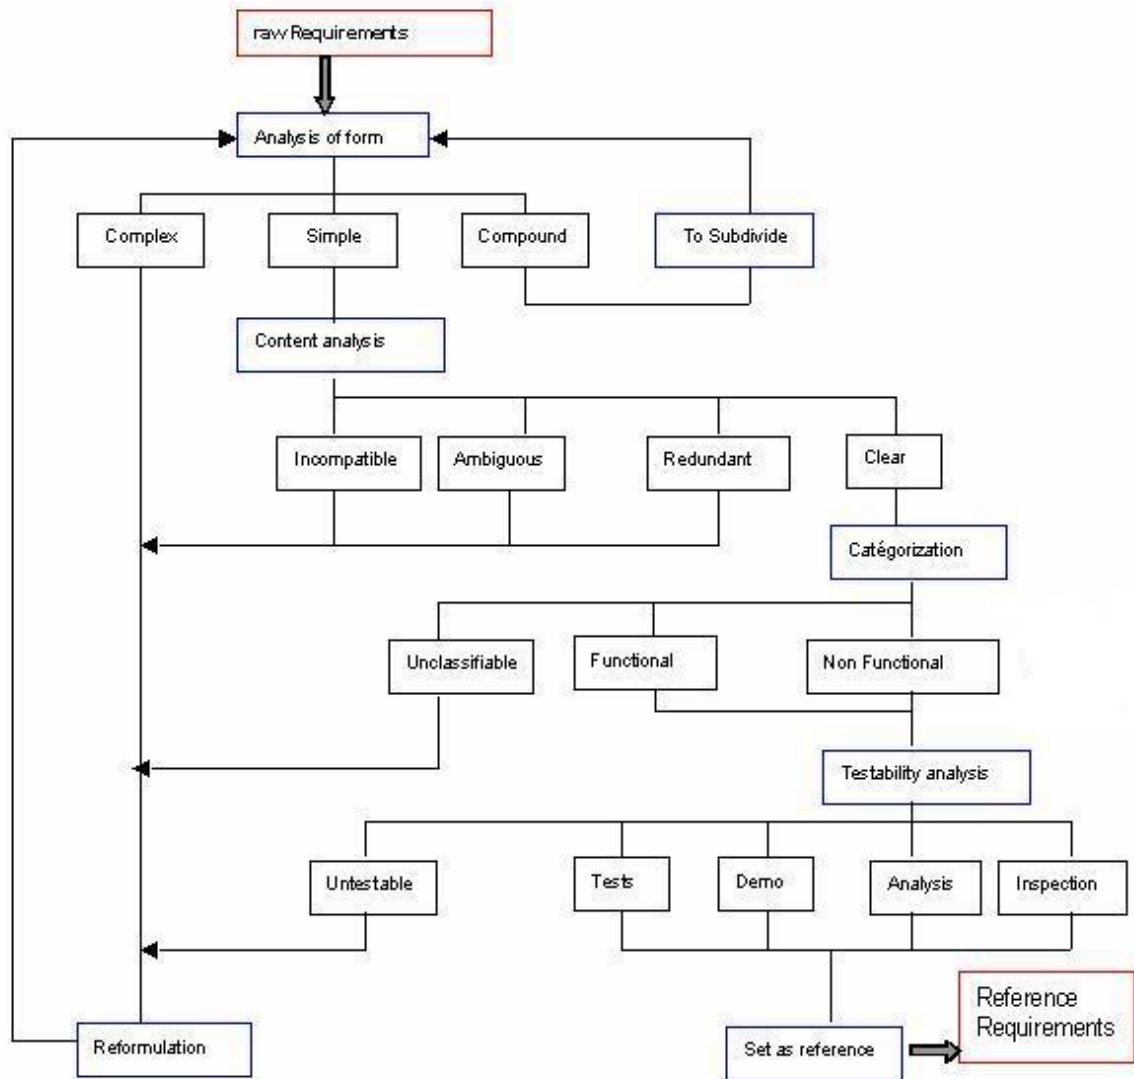 raw Requirements
Analysis of form
Complex
Simple
Compound
To Subdivide
Content analysis
Incompatible
Ambiguous
Redundant
Clear
Catégorization
Unclassifiable
Functional
Non Functional
Testability analysis
Untestable
Tests
Demo
Analysis
Inspection
Reference
Requirements
Reformulation
Set as reference